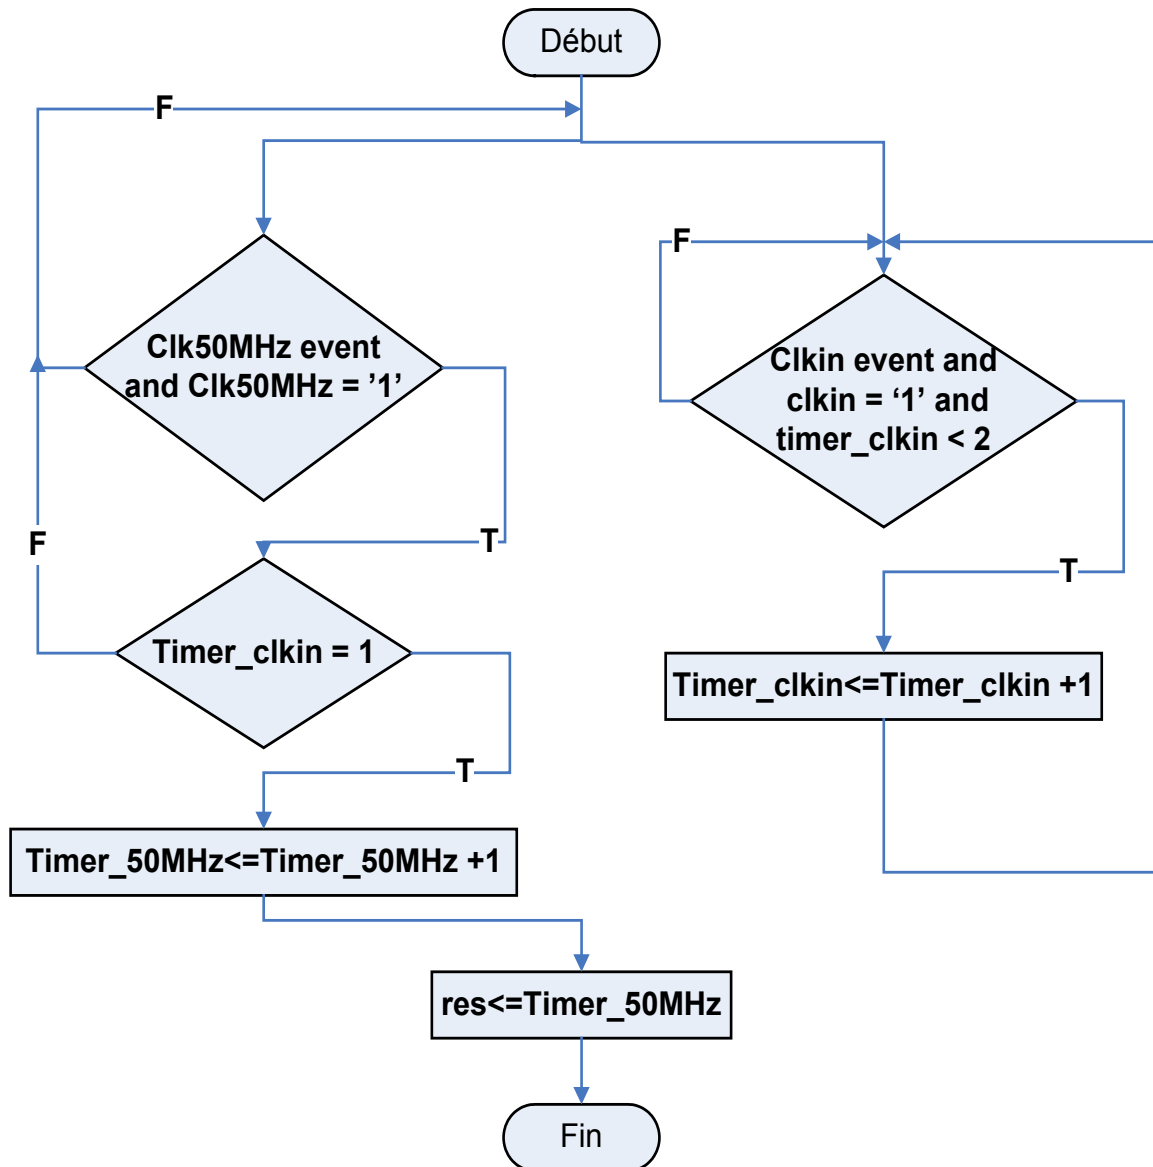 Début
F
F
Clk50MHz event
and Clk50MHz = ’1’
Clkin event and
clkin = ‘1’ and
timer_clkin < 2
F
T
T
Timer_clkin = 1
Timer_clkin<=Timer_clkin +1
T
Timer_50MHz<=Timer_50MHz +1
res<=Timer_50MHz
Fin